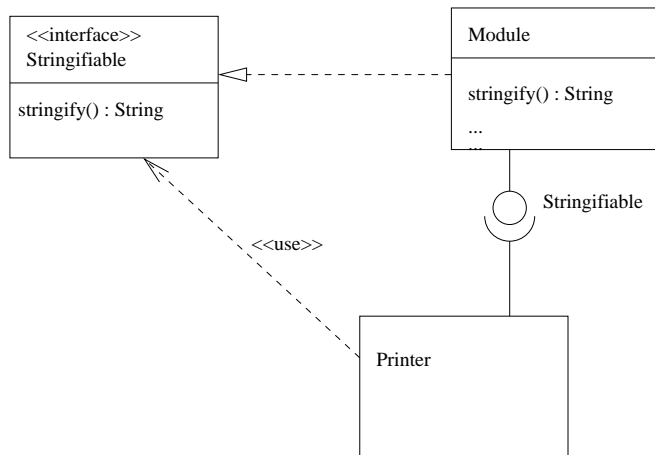 <<interface>>
Stringifiable
stringify() : String
Module
stringify() : String
...
...
Stringifiable
<<use>>
Printer